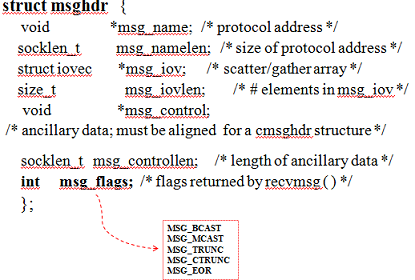 struct msghdr {
void *msg_name; /* protocol address */
socklen_t msg_namelen; /* size of protocol address */
struct iovec *msg_iov; /* scatter/gather array */
size_t msg_iovlen; /* # elements in msg_iov */
void *msg_control;
/* ancillary data; must be aligned for a cmsghdr structure */
socklen_t msg_controllen; /* length of ancillary data */
int msg_flags; /* flags returned by recvmsg ( ) */
};
MSG_BCAST
MSG_MCAST
MSG_TRUNC
MSG_CTRUNC
MSG_EOR